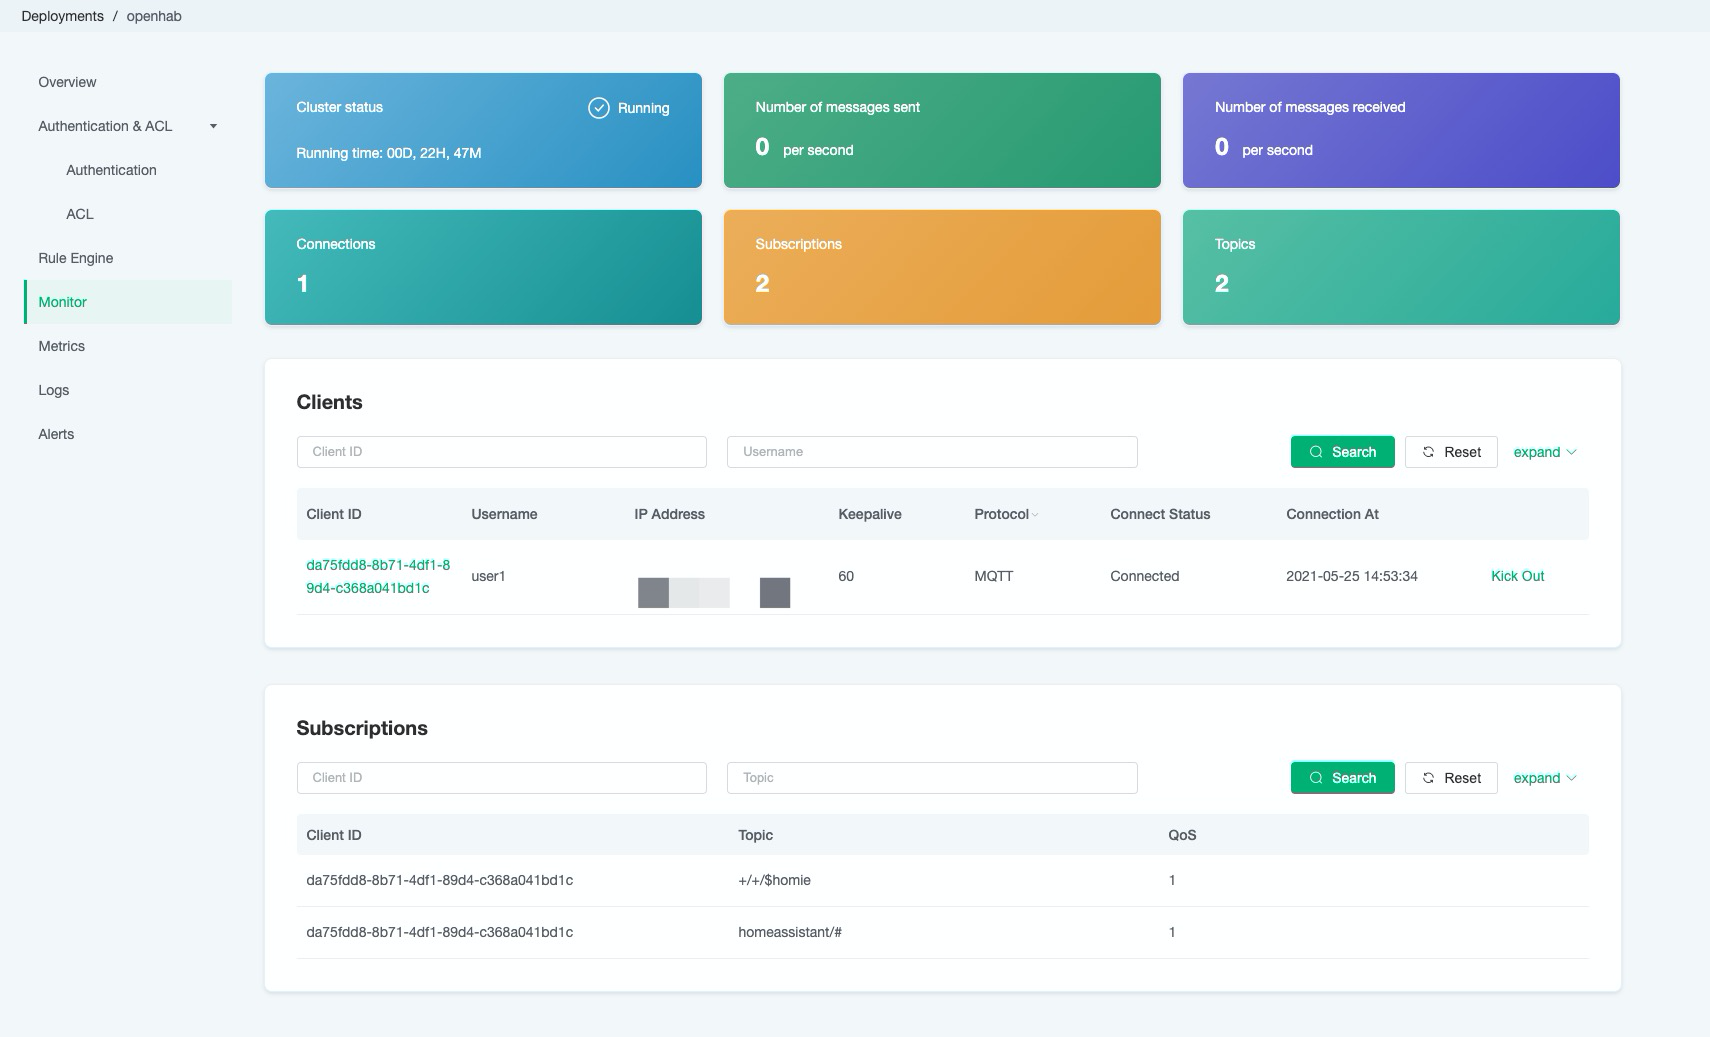 Deployments / openhab
Overview
Authentication & ACL
Authentication
ACL
Rule Engine
Monitor
Metrics
Logs
Alerts
Cluster status
Running
Running time: 00D, 22H, 47M
Number of messages sent
0 per second
Number of messages received
0 per second
Connections
1
Subscriptions
2
Topics
2
Clients
Client ID Username Search Reset expand
Client ID Username IP Address Keepalive Protocol Connect Status Connection At
da75fdd8-8b71-4df1-8
9d4-c368a041bd1c
user1 60 MQTT Connected 2021-05-25 14:53:34 Kick Out
Subscriptions
Client ID Topic Search Reset expand
Client ID Topic QoS
da75fdd8-8b71-4df1-89d4-c368a041bd1c +/+/$homie 1
da75fdd8-8b71-4df1-89d4-c368a041bd1c homeassistant/# 1